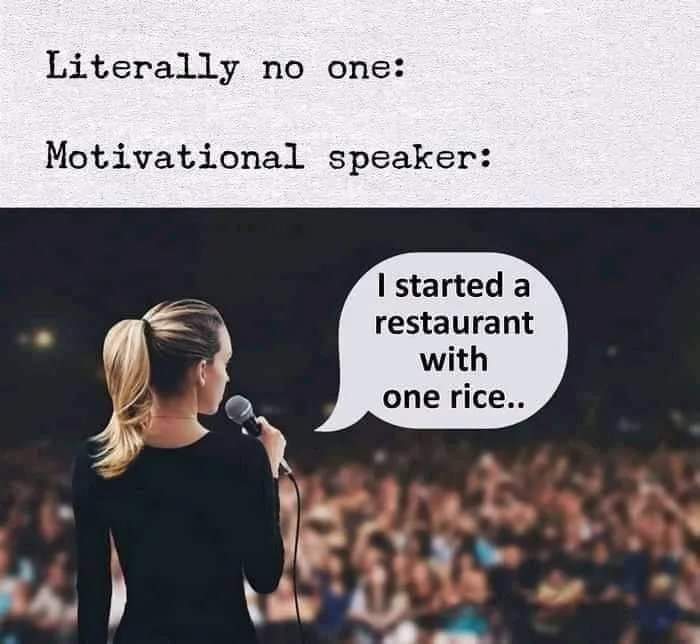 Literally no one:
Motivational speaker:
I started a
restaurant
with
one rice..